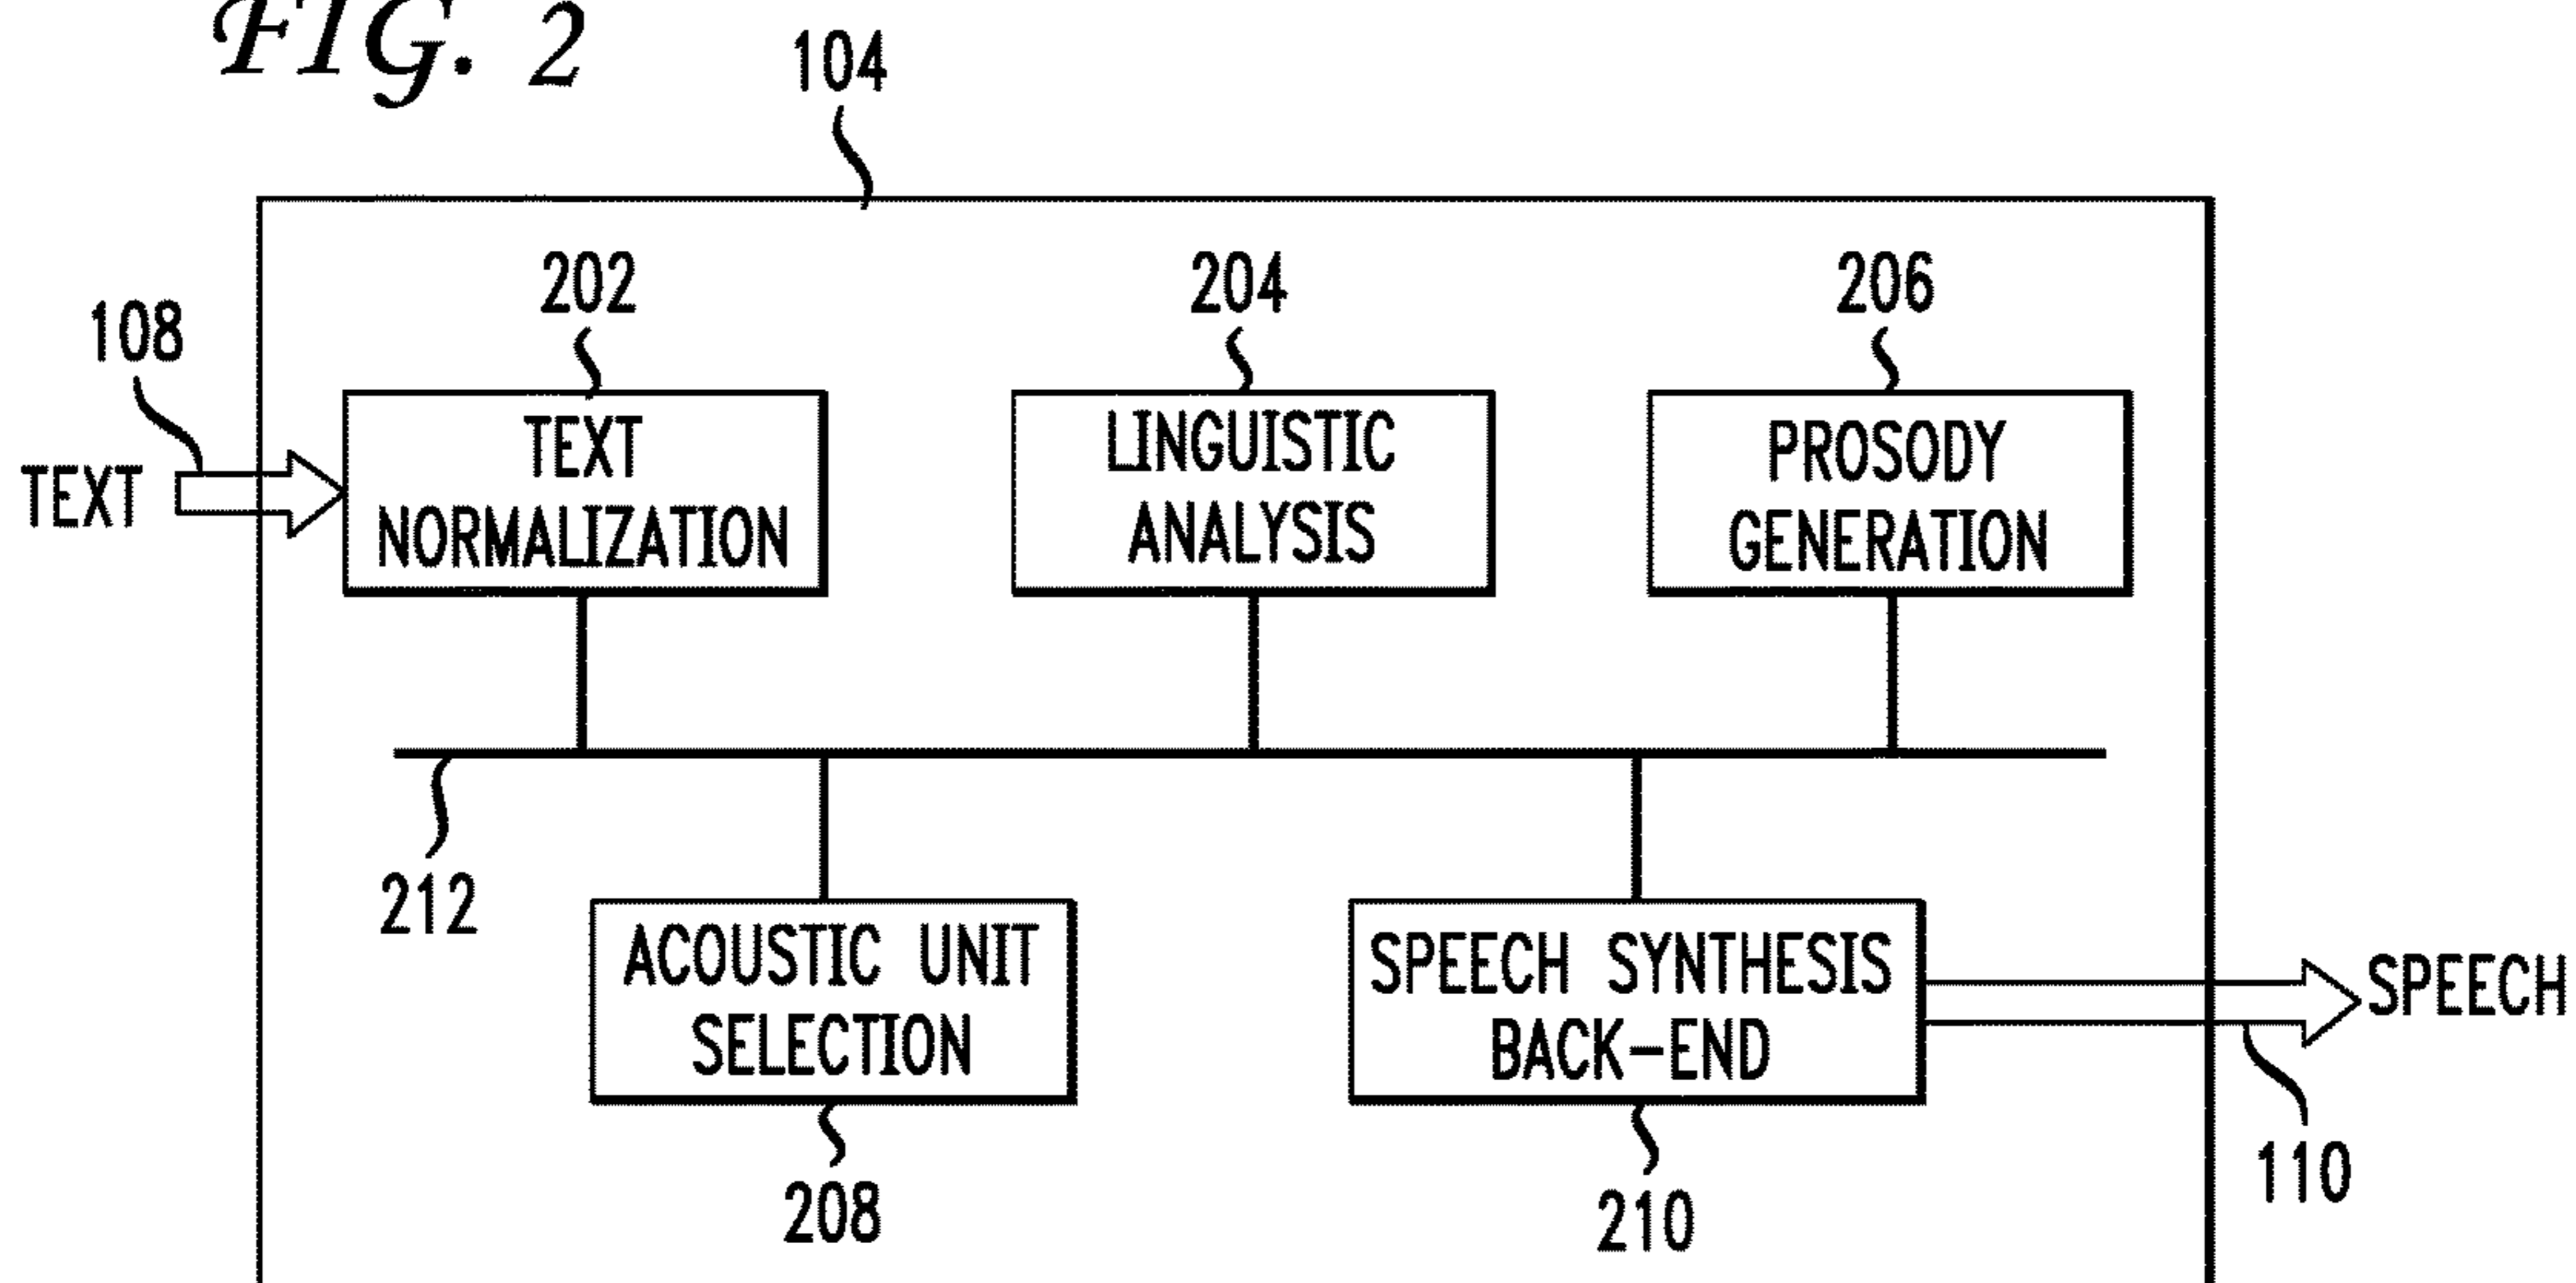 FIG. 2
104
202
204
206
108
TEXT
TEXT
NORMALIZATION
LINGUISTIC
ANALYSIS
PROSODY
GENERATION
212
ACOUSTIC UNIT
SELECTION
SPEECH SYNTHESIS
BACK-END
SPEECH
208
210
110